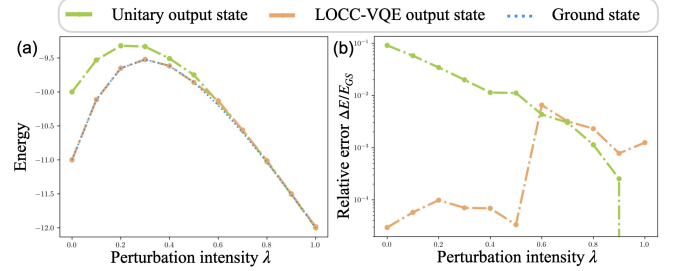 Unitary output state LOCC-VQE output state Ground state
(a)
Energy
−9.5
−10.0
−10.5
−11.0
−11.5
−12.0
0.0 0.2 0.4 0.6 0.8 1.0
Perturbation intensity λ
(b)
Relative error ΔE/E_GS
10⁻¹
10⁻²
10⁻³
10⁻⁴
0.0 0.2 0.4 0.6 0.8 1.0
Perturbation intensity λ